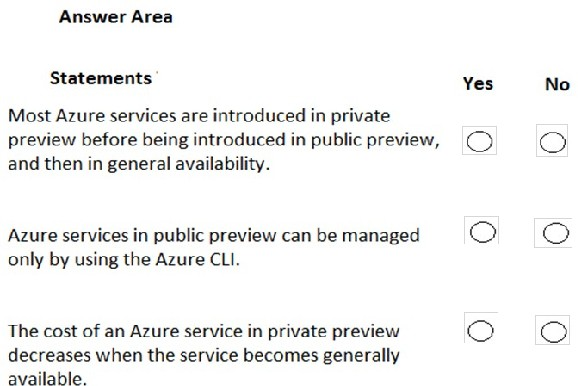 Answer Area
Statements
Yes No
Most Azure services are introduced in private
preview before being introduced in public preview,
and then in general availability.
Azure services in public preview can be managed
only by using the Azure CLI.
The cost of an Azure service in private preview
decreases when the service becomes generally
available.